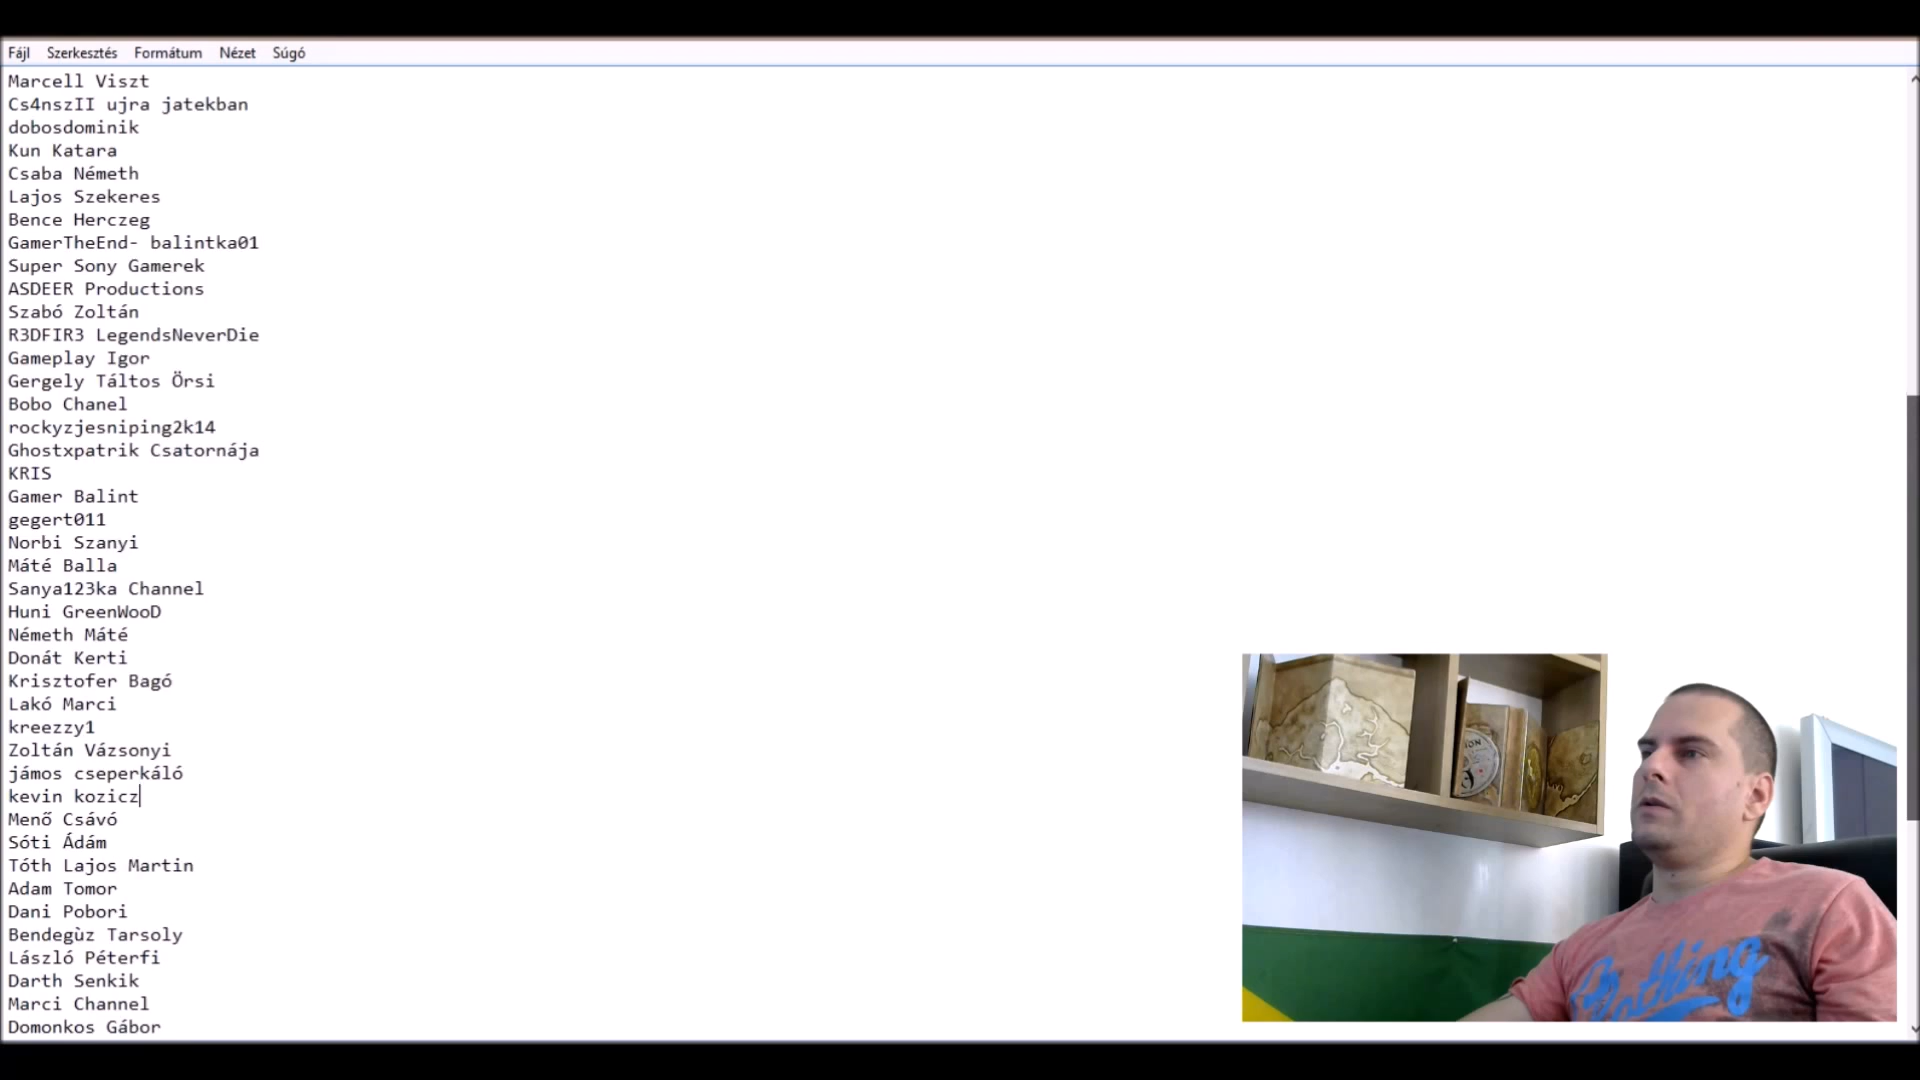 Fájl Szerkesztés Formátum Nézet Súgó
Marcell Viszt
Cs4nszII ujra jatekban
dobosdominik
Kun Katara
Csaba Németh
Lajos Szekeres
Bence Herczeg
GamerTheEnd- balintka01
Super Sony Gamerek
ASDEER Productions
Szabó Zoltán
R3DFIR3 LegendsNeverDie
Gameplay Igor
Gergely Táltos Örsi
Bobo Chanel
rockyzjesniping2k14
Ghostxpatrik Csatornája
KRIS
Gamer Balint
gegert011
Norbi Szanyi
Máté Balla
Sanya123ka Channel
Huni GreenWooD
Németh Máté
Donát Kerti
Krisztofer Bagó
Lakó Marci
kreezzy1
Zoltán Vázsonyi
jámos cseperkáló
kevin kozicz
Menő Csávó
Sóti Ádám
Tóth Lajos Martin
Adam Tomor
Dani Pobori
Bendegùz Tarsoly
László Péterfi
Darth Senkik
Marci Channel
Domonkos Gábor